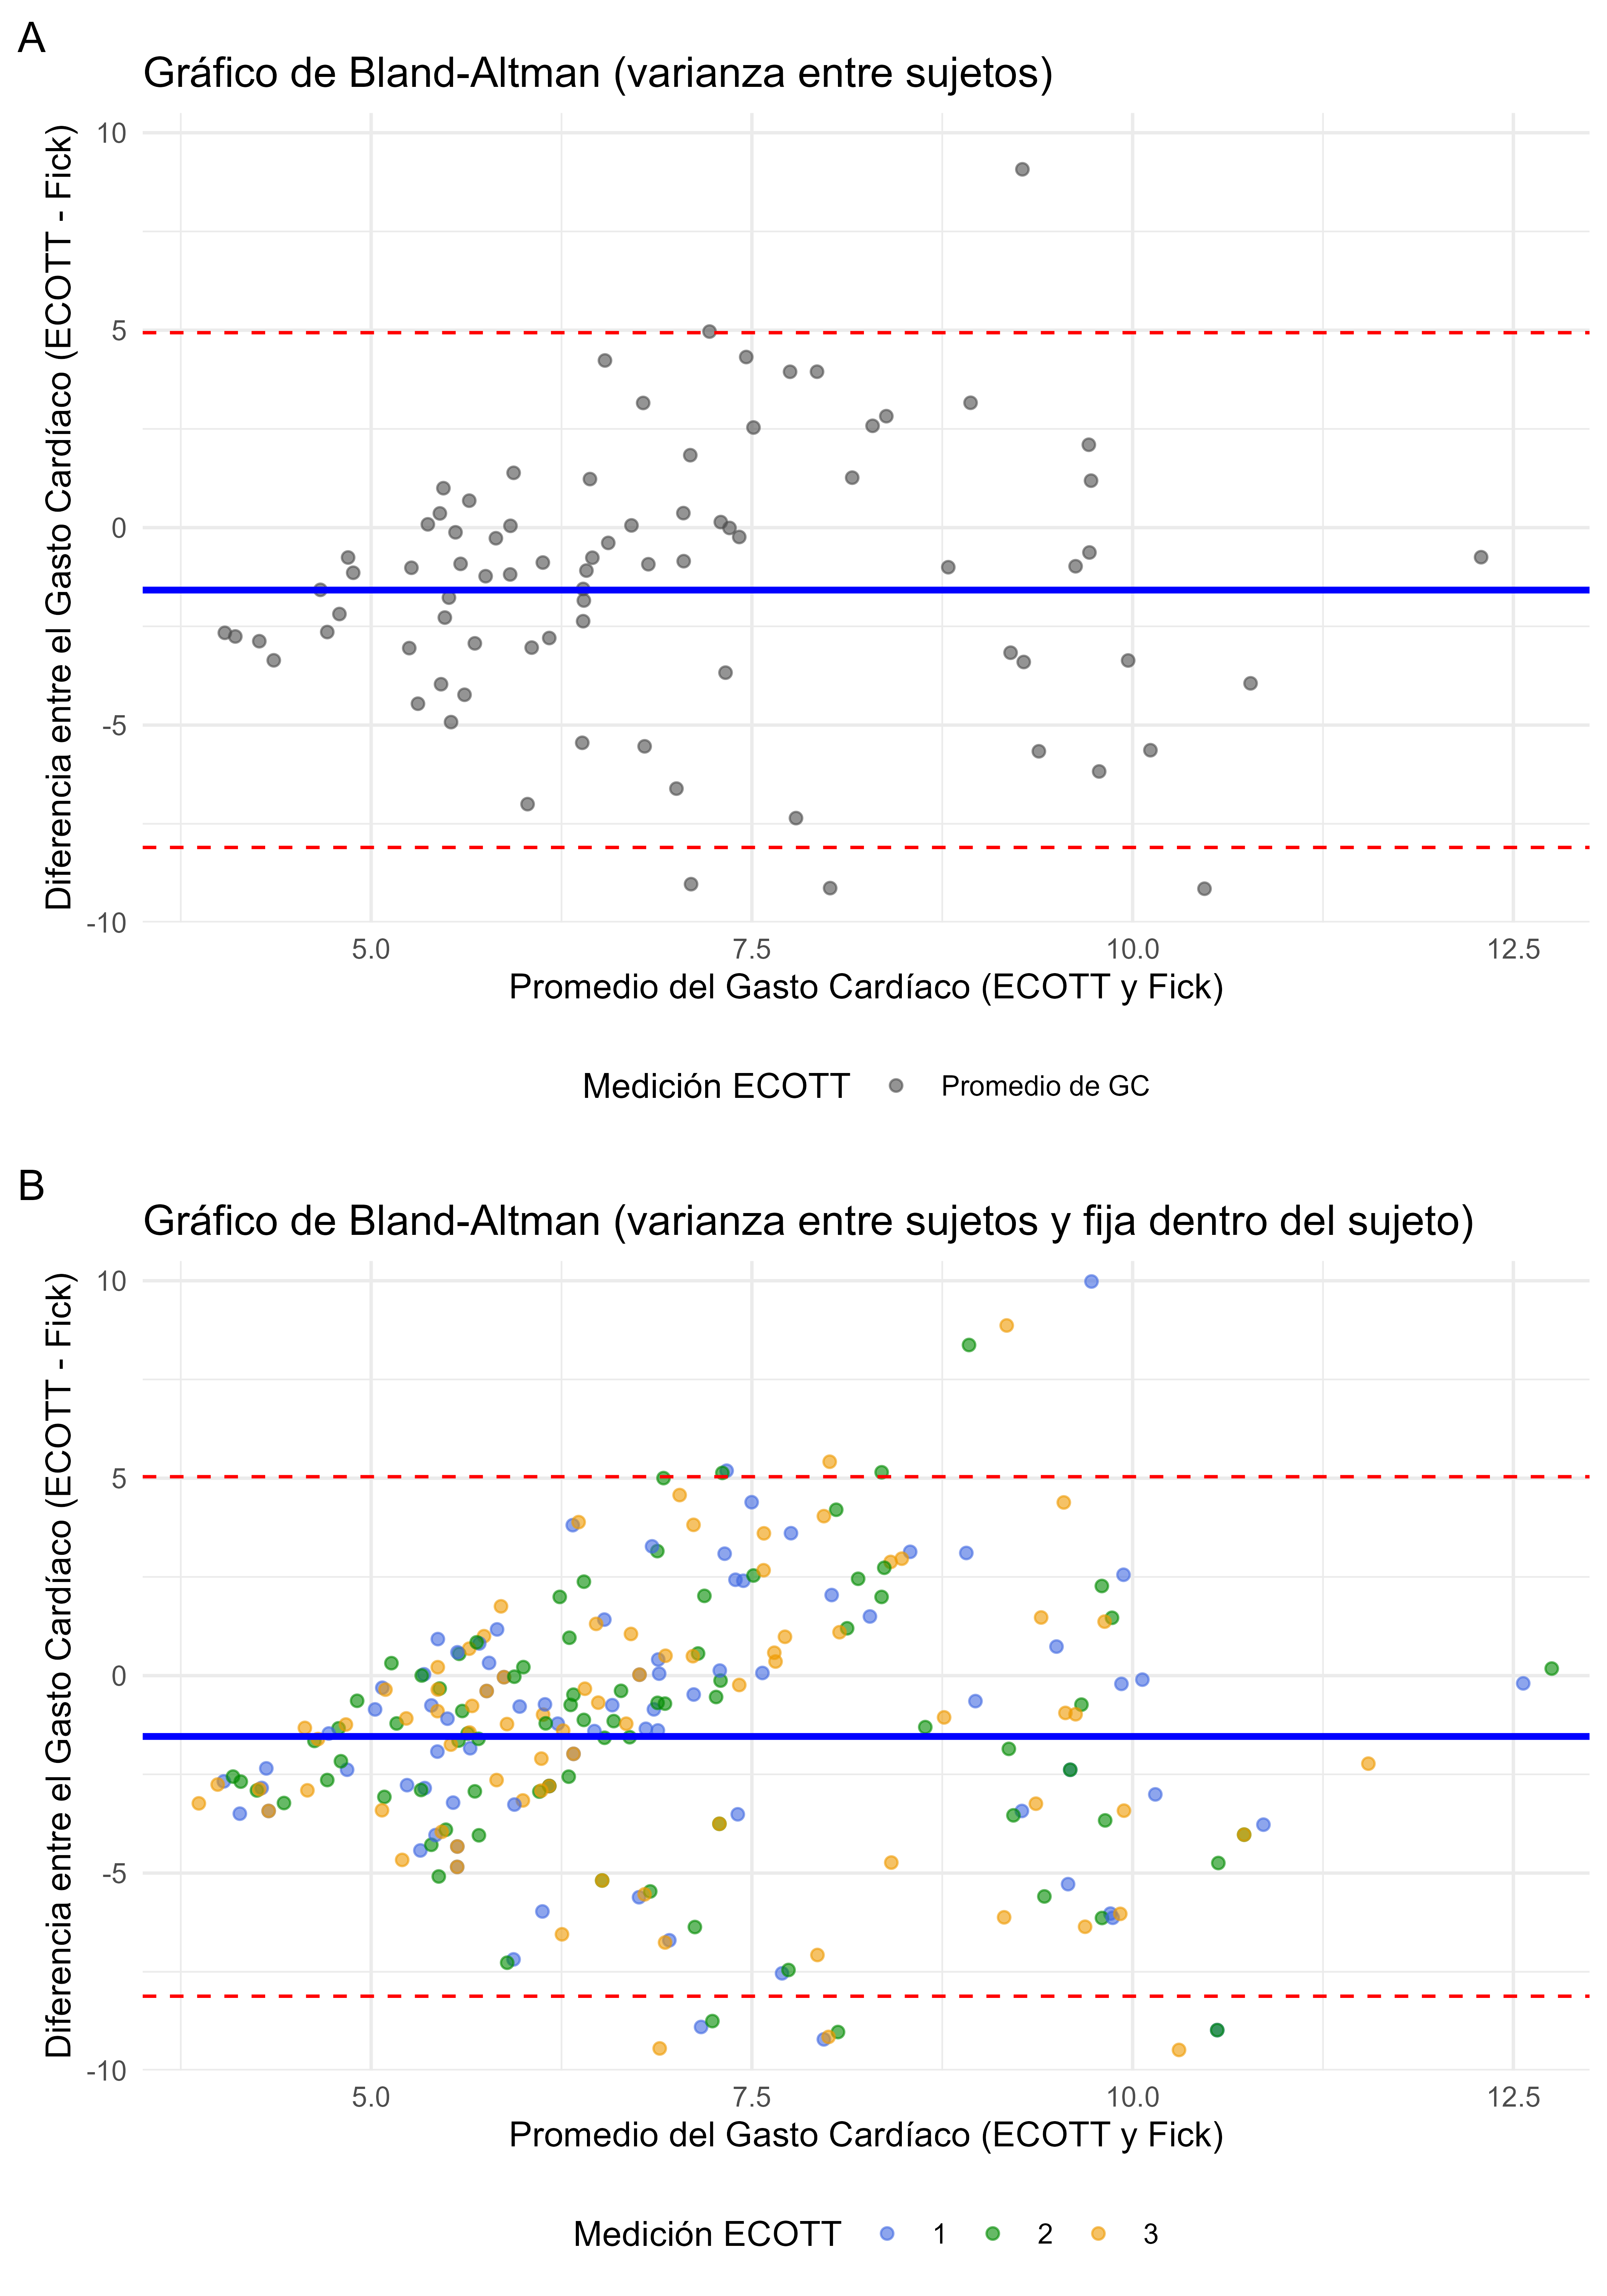 A
Gráfico de Bland-Altman (varianza entre sujetos)
Diferencia entre el Gasto Cardíaco (ECOTT - Fick)
10
5
0
-5
-10
5.0 7.5 10.0 12.5
Promedio del Gasto Cardíaco (ECOTT y Fick)
Medición ECOTT Promedio de GC
B
Gráfico de Bland-Altman (varianza entre sujetos y fija dentro del sujeto)
Diferencia entre el Gasto Cardíaco (ECOTT - Fick)
10
5
0
-5
-10
5.0 7.5 10.0 12.5
Promedio del Gasto Cardíaco (ECOTT y Fick)
Medición ECOTT 1 2 3